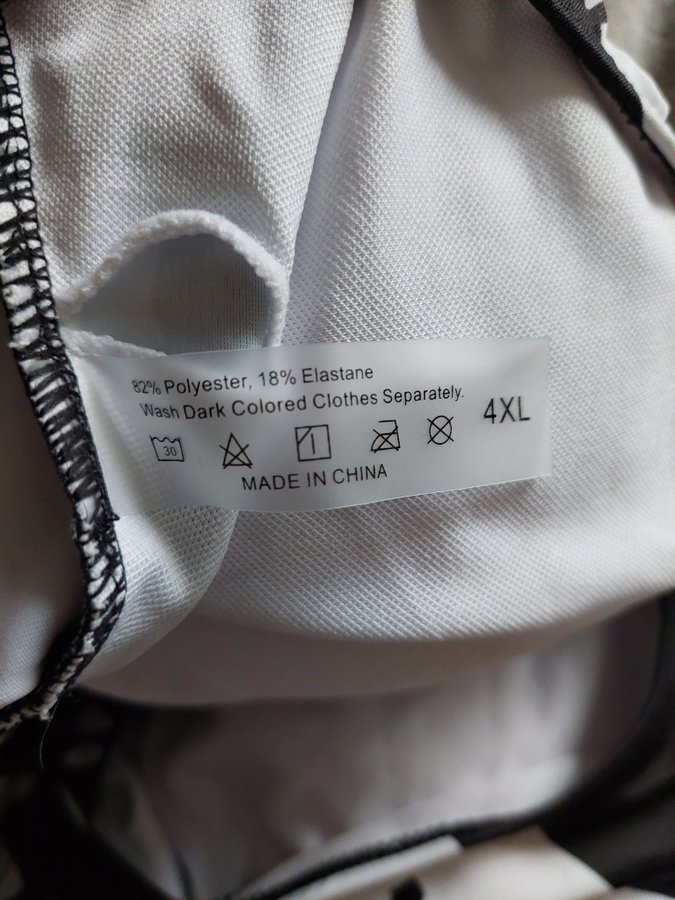 82% Polyester, 18% Elastane
Wash Dark Colored Clothes Separately.
4XL
30
MADE IN CHINA